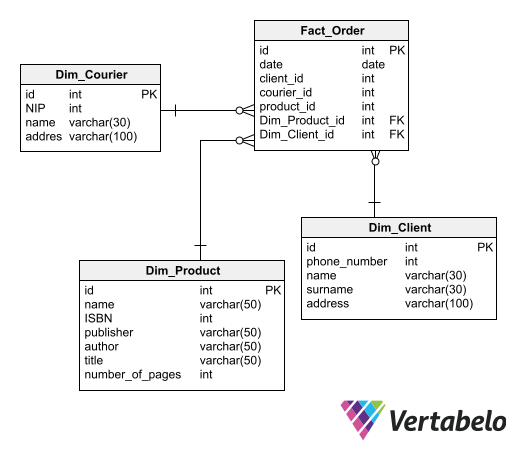 Fact_Order
id int PK
date date
client_id int
courier_id int
product_id int
Dim_Product_id int FK
Dim_Client_id int FK
Dim_Courier
id int PK
NIP int
name varchar(30)
addres varchar(100)
Dim_Client
id int PK
phone_number int
name varchar(30)
surname varchar(30)
address varchar(100)
Dim_Product
id int PK
name varchar(50)
ISBN int
publisher varchar(50)
author varchar(50)
title varchar(50)
number_of_pages int
Vertabelo